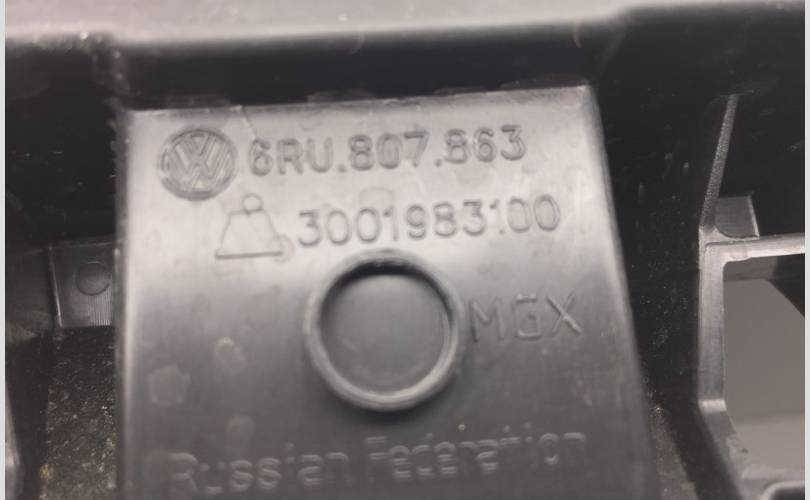 6RU.807.863
3001983100
MGX
Russian Federation